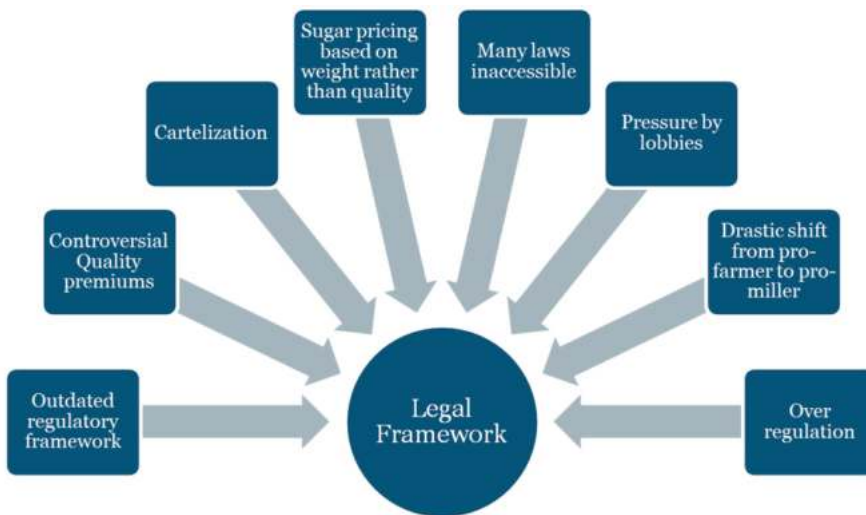 Sugar pricing
based on
weight rather
than quality
Many laws
inaccessible
Cartelization
Pressure by
lobbies
Controversial
Quality
premiums
Drastic shift
from pro-
farmer to pro-
miller
Outdated
regulatory
framework
Legal
Framework
Over
regulation